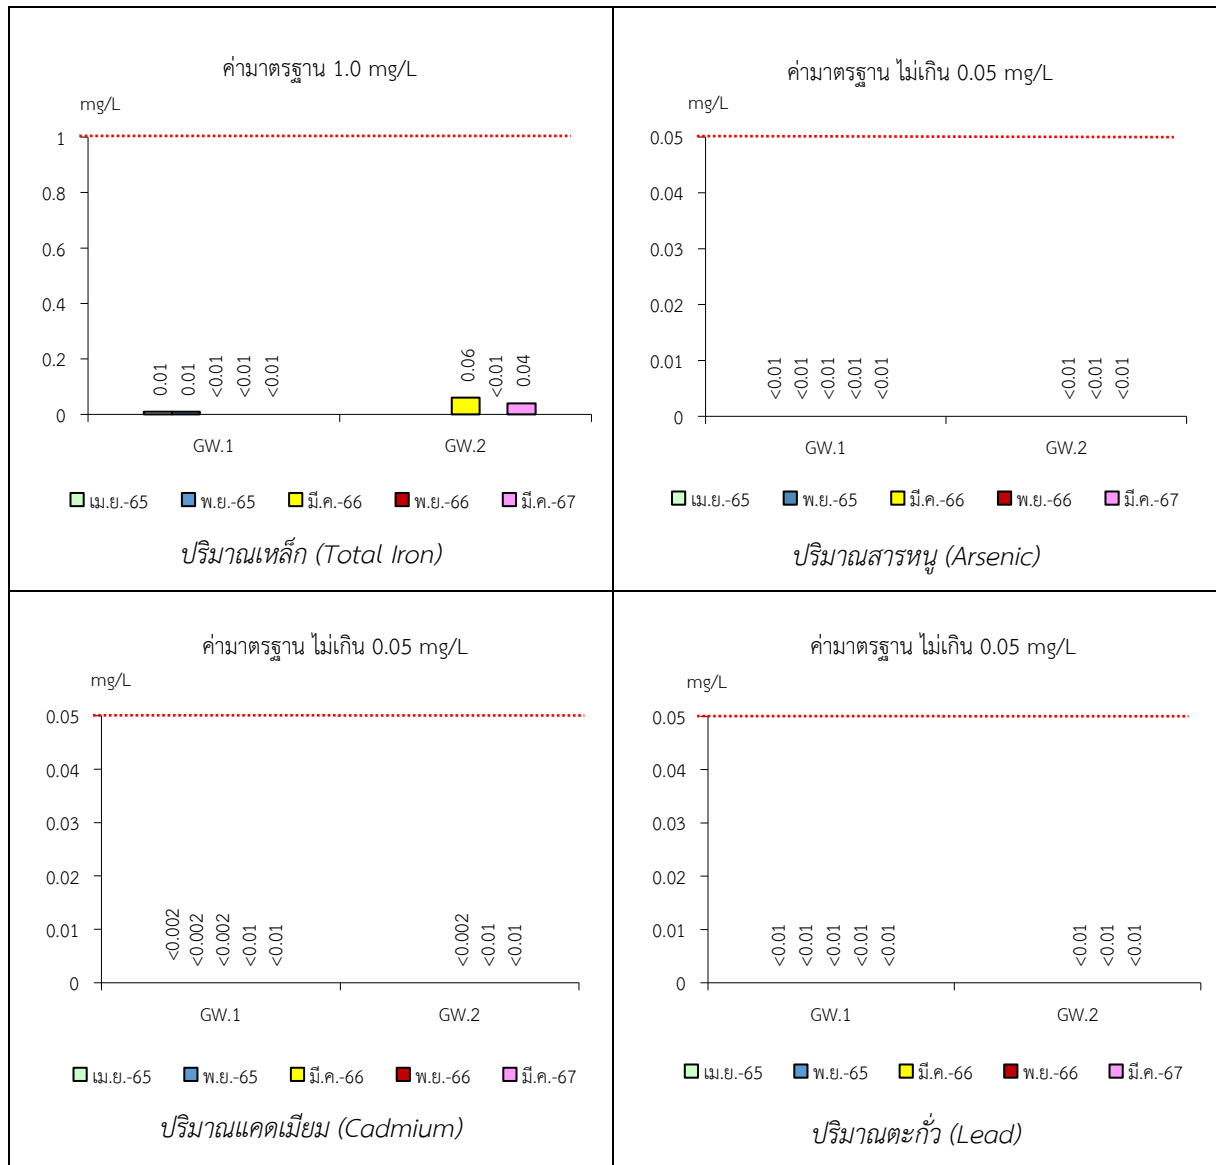 ค่ามาตรฐาน 1.0 mg/L
mg/L
1
0.8
0.6
0.4
0.2
0
0.01
0.01
<0.01
<0.01
<0.01
0.06
<0.01
0.04
GW.1
GW.2
เม.ย.-65 พ.ย.-65 มี.ค.-66 พ.ย.-66 มี.ค.-67
ปริมาณเหล็ก (Total Iron)
ค่ามาตรฐาน ไม่เกิน 0.05 mg/L
mg/L
0.05
0.04
0.03
0.02
0.01
0
<0.01
<0.01
<0.01
<0.01
<0.01
<0.01
<0.01
<0.01
GW.1
GW.2
เม.ย.-65 พ.ย.-65 มี.ค.-66 พ.ย.-66 มี.ค.-67
ปริมาณสารหนู (Arsenic)
ค่ามาตรฐาน ไม่เกิน 0.05 mg/L
mg/L
0.05
0.04
0.03
0.02
0.01
0
<0.002
<0.002
<0.002
<0.01
<0.01
<0.002
<0.01
<0.01
GW.1
GW.2
เม.ย.-65 พ.ย.-65 มี.ค.-66 พ.ย.-66 มี.ค.-67
ปริมาณแคดเมียม (Cadmium)
ค่ามาตรฐาน ไม่เกิน 0.05 mg/L
mg/L
0.05
0.04
0.03
0.02
0.01
0
<0.01
<0.01
<0.01
<0.01
<0.01
<0.01
<0.01
<0.01
GW.1
GW.2
เม.ย.-65 พ.ย.-65 มี.ค.-66 พ.ย.-66 มี.ค.-67
ปริมาณตะกั่ว (Lead)